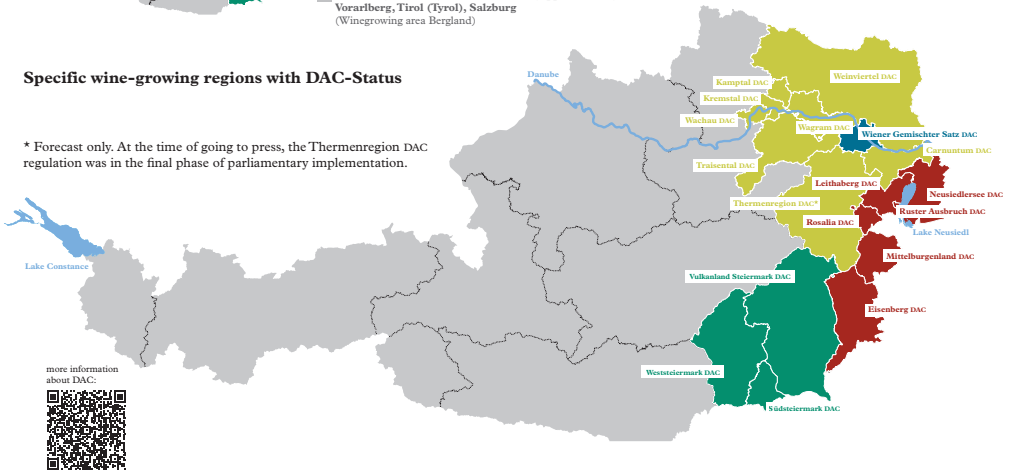 Vorarlberg, Tirol (Tyrol), Salzburg
(Winegrowing area Bergland)
Specific wine-growing regions with DAC-Status
* Forecast only. At the time of going to press, the Thermenregion DAC
regulation was in the final phase of parliamentary implementation.
Danube
Kamptal DAC
Weinviertel DAC
Kremstal DAC
Wachau DAC
Wagram DAC
Wiener Gemischter Satz DAC
Carnuntum DAC
Traisental DAC
Leithaberg DAC
Neusiedlersee DAC
Thermenregion DAC*
Ruster Ausbruch DAC
Rosalia DAC
Lake Neusiedl
Mittelburgenland DAC
Lake Constance
Vulkanland Steiermark DAC
Eisenberg DAC
Weststeiermark DAC
Südsteiermark DAC
more information
about DAC: